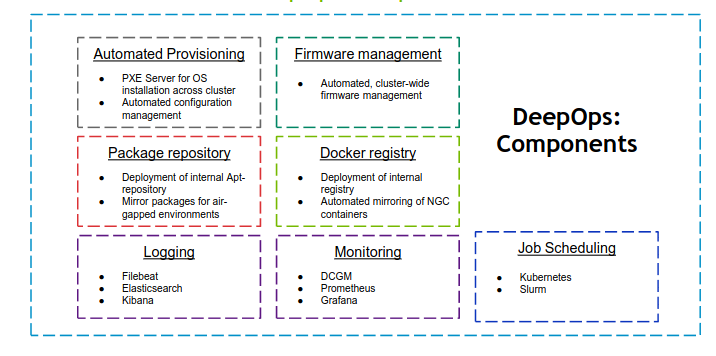 Automated Provisioning
● PXE Server for OS
installation across cluster
● Automated configuration
management
Firmware management
● Automated, cluster-wide
firmware management
DeepOps:
Components
Package repository
● Deployment of internal Apt-
repository
● Mirror packages for air-
gapped environments
Docker registry
● Deployment of internal
registry
● Automated mirroring of NGC
containers
Logging
● Filebeat
● Elasticsearch
● Kibana
Monitoring
● DCGM
● Prometheus
● Grafana
Job Scheduling
● Kubernetes
● Slurm